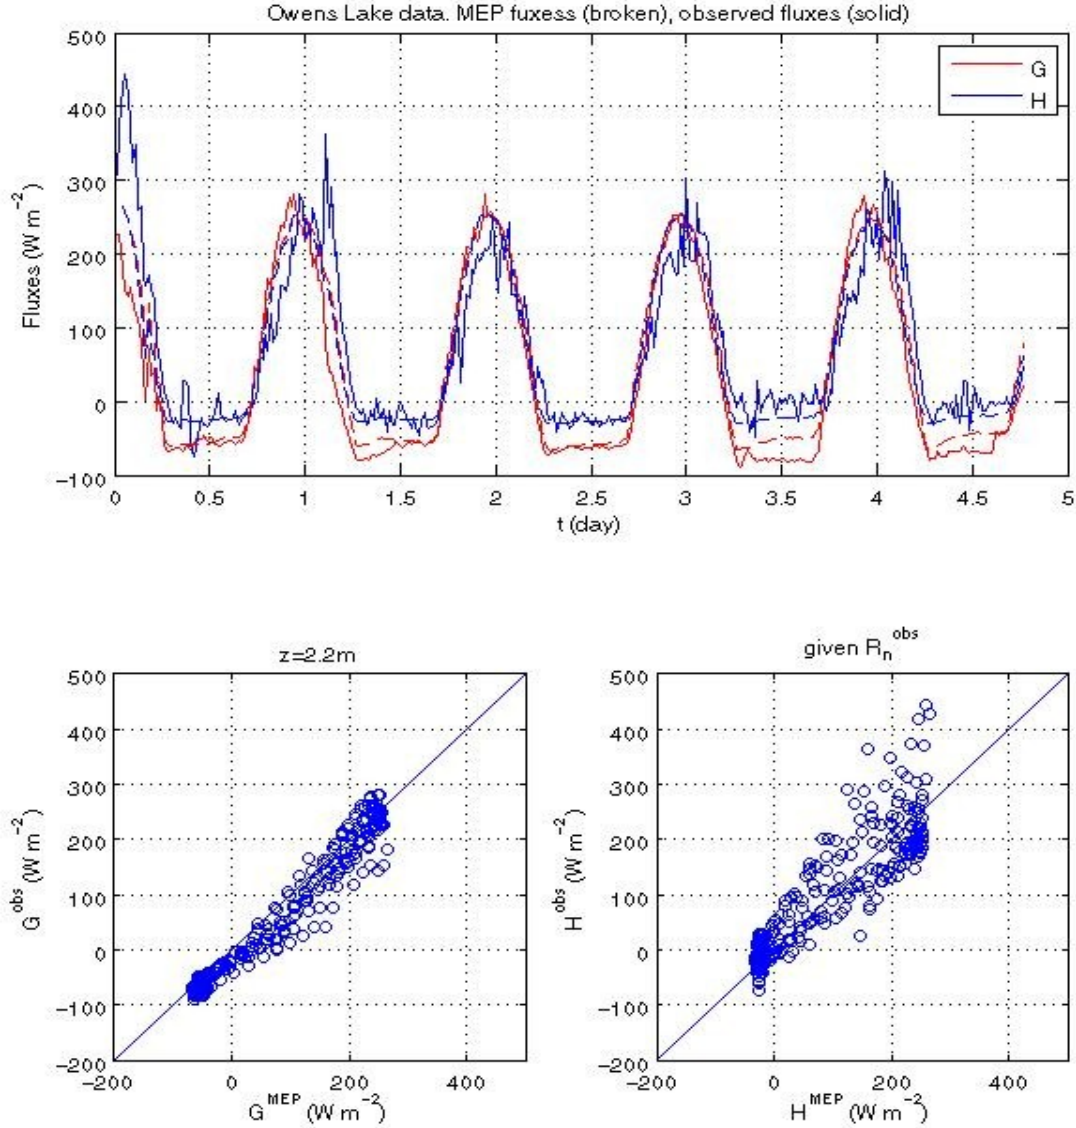 Owens Lake data. MEP fuxess (broken), observed fluxes (solid)
500
400
300
200
100
0
−100
Fluxes (W m⁻²)
G
H
0 0.5 1 1.5 2 2.5 3 3.5 4 4.5 5
t (day)
z=2.2m
500
400
300
200
100
0
−100
−200
G^obs (W m⁻²)
−200 0 200 400
G^MEP (W m⁻²)
given R_n^obs
500
400
300
200
100
0
−100
−200
H^obs (W m⁻²)
−200 0 200 400
H^MEP (W m⁻²)